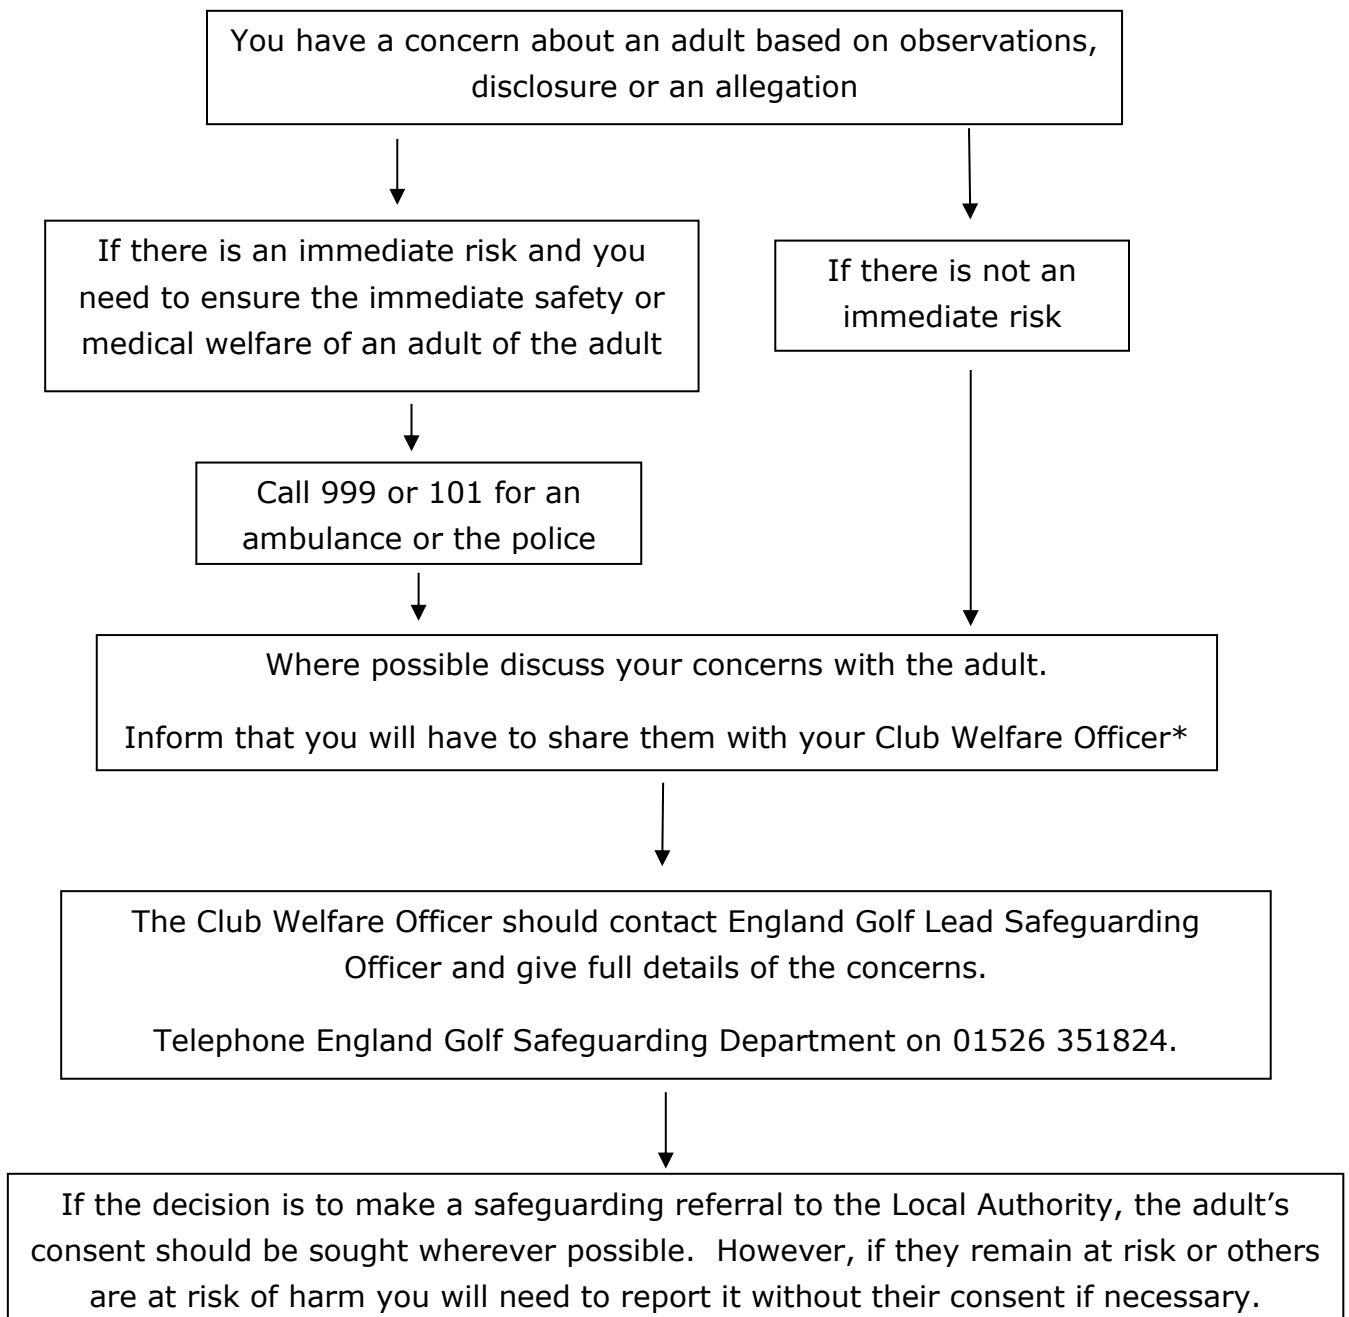 You have a concern about an adult based on observations,
disclosure or an allegation
If there is an immediate risk and you
need to ensure the immediate safety or
medical welfare of an adult of the adult
If there is not an
immediate risk
Call 999 or 101 for an
ambulance or the police
Where possible discuss your concerns with the adult.
Inform that you will have to share them with your Club Welfare Officer*
The Club Welfare Officer should contact England Golf Lead Safeguarding
Officer and give full details of the concerns.
Telephone England Golf Safeguarding Department on 01526 351824.
If the decision is to make a safeguarding referral to the Local Authority, the adult’s
consent should be sought wherever possible.  However, if they remain at risk or others
are at risk of harm you will need to report it without their consent if necessary.